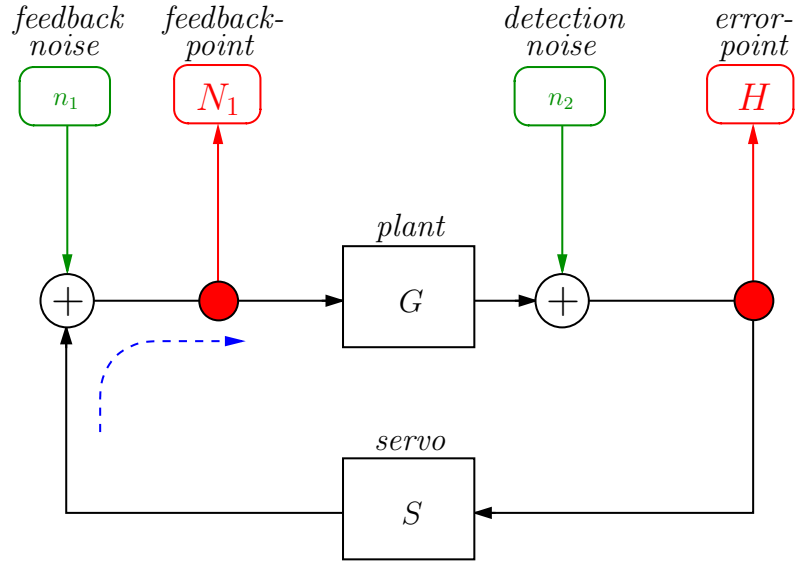 feedback
noise
feedback-
point
detection
noise
error-
point
n₁
N₁
n₂
H
plant
+
G
+
servo
S